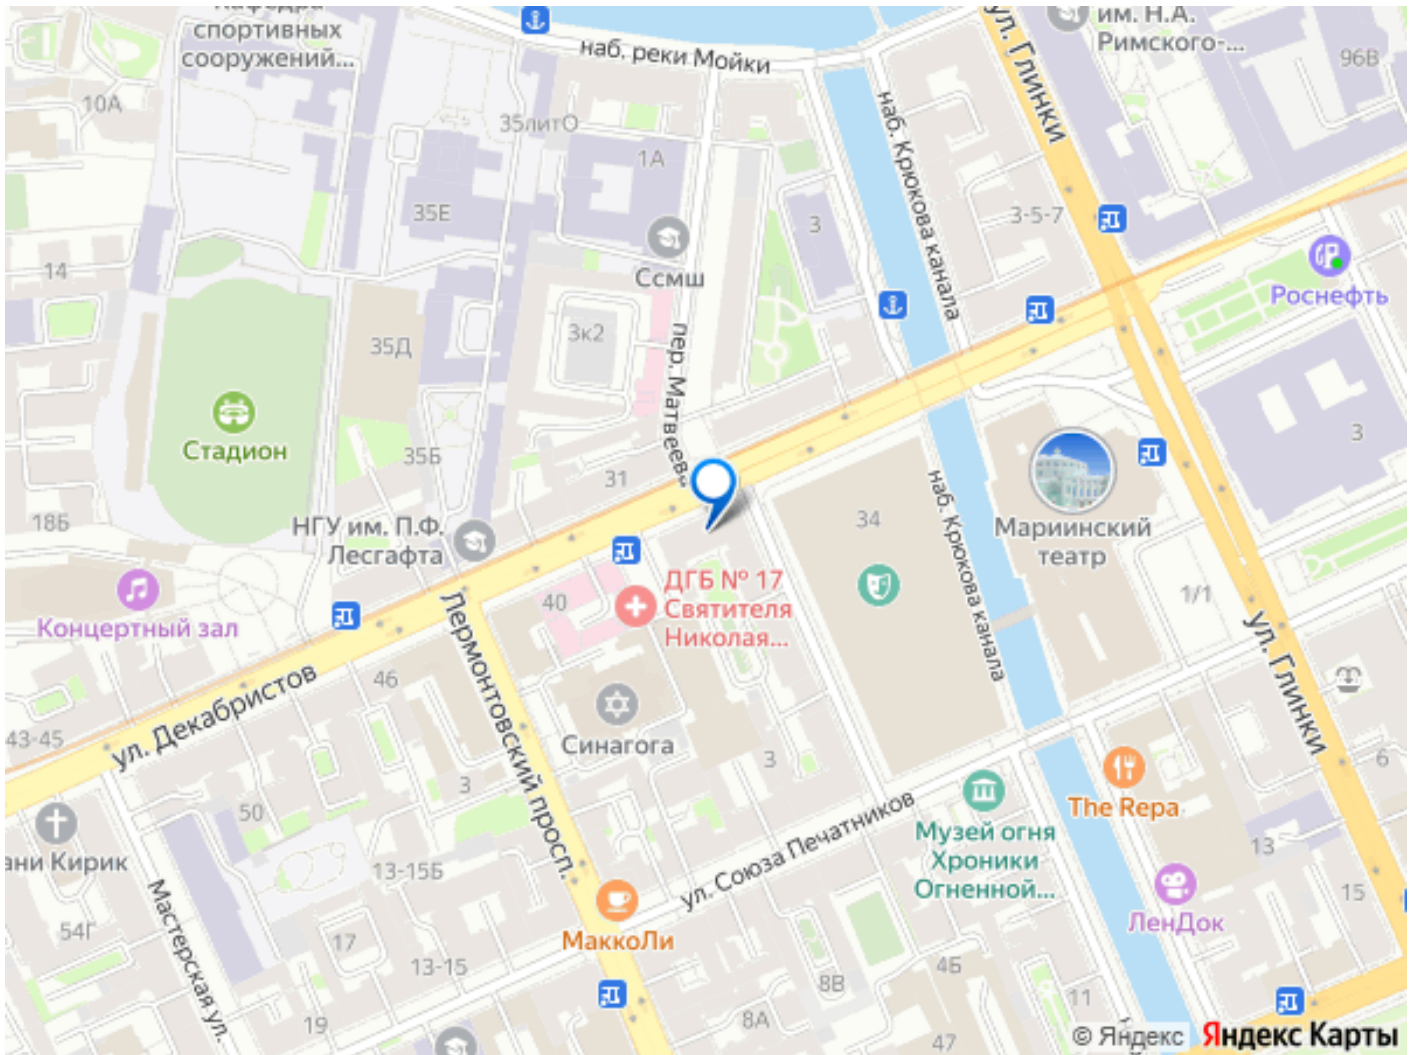 спортивных
сооружений...
наб. реки Мойки
ул. Глинки
им. Н.А.
Римского-...
96В
10А
35литО
1А
наб. Крюкова канала
35Е
3
3-5-7
Ссмш
14
Роснефть
3к2
35Д
пер. Матвеева
Стадион
35Б
31
3
18Б
НГУ им. П.Ф.
Лесгафта
34
наб. Крюкова канала
Мариинский
театр
ДГБ № 17
Святителя
Николая...
40
1/1
Концертный зал
ул. Глинки
Лермонтовский просп.
46
ул. Декабристов
43-45
Синагога
3
3
6
50
The Repa
ани Кирик
ул. Союза Печатников
Музей огня
Хроники
Огненной...
13
13-15Б
15
Мастерская ул.
54Г
17
МаккоЛи
ЛенДок
13-15
4Б
8В
11
19
8А
47
© Яндекс
Яндекс Карты